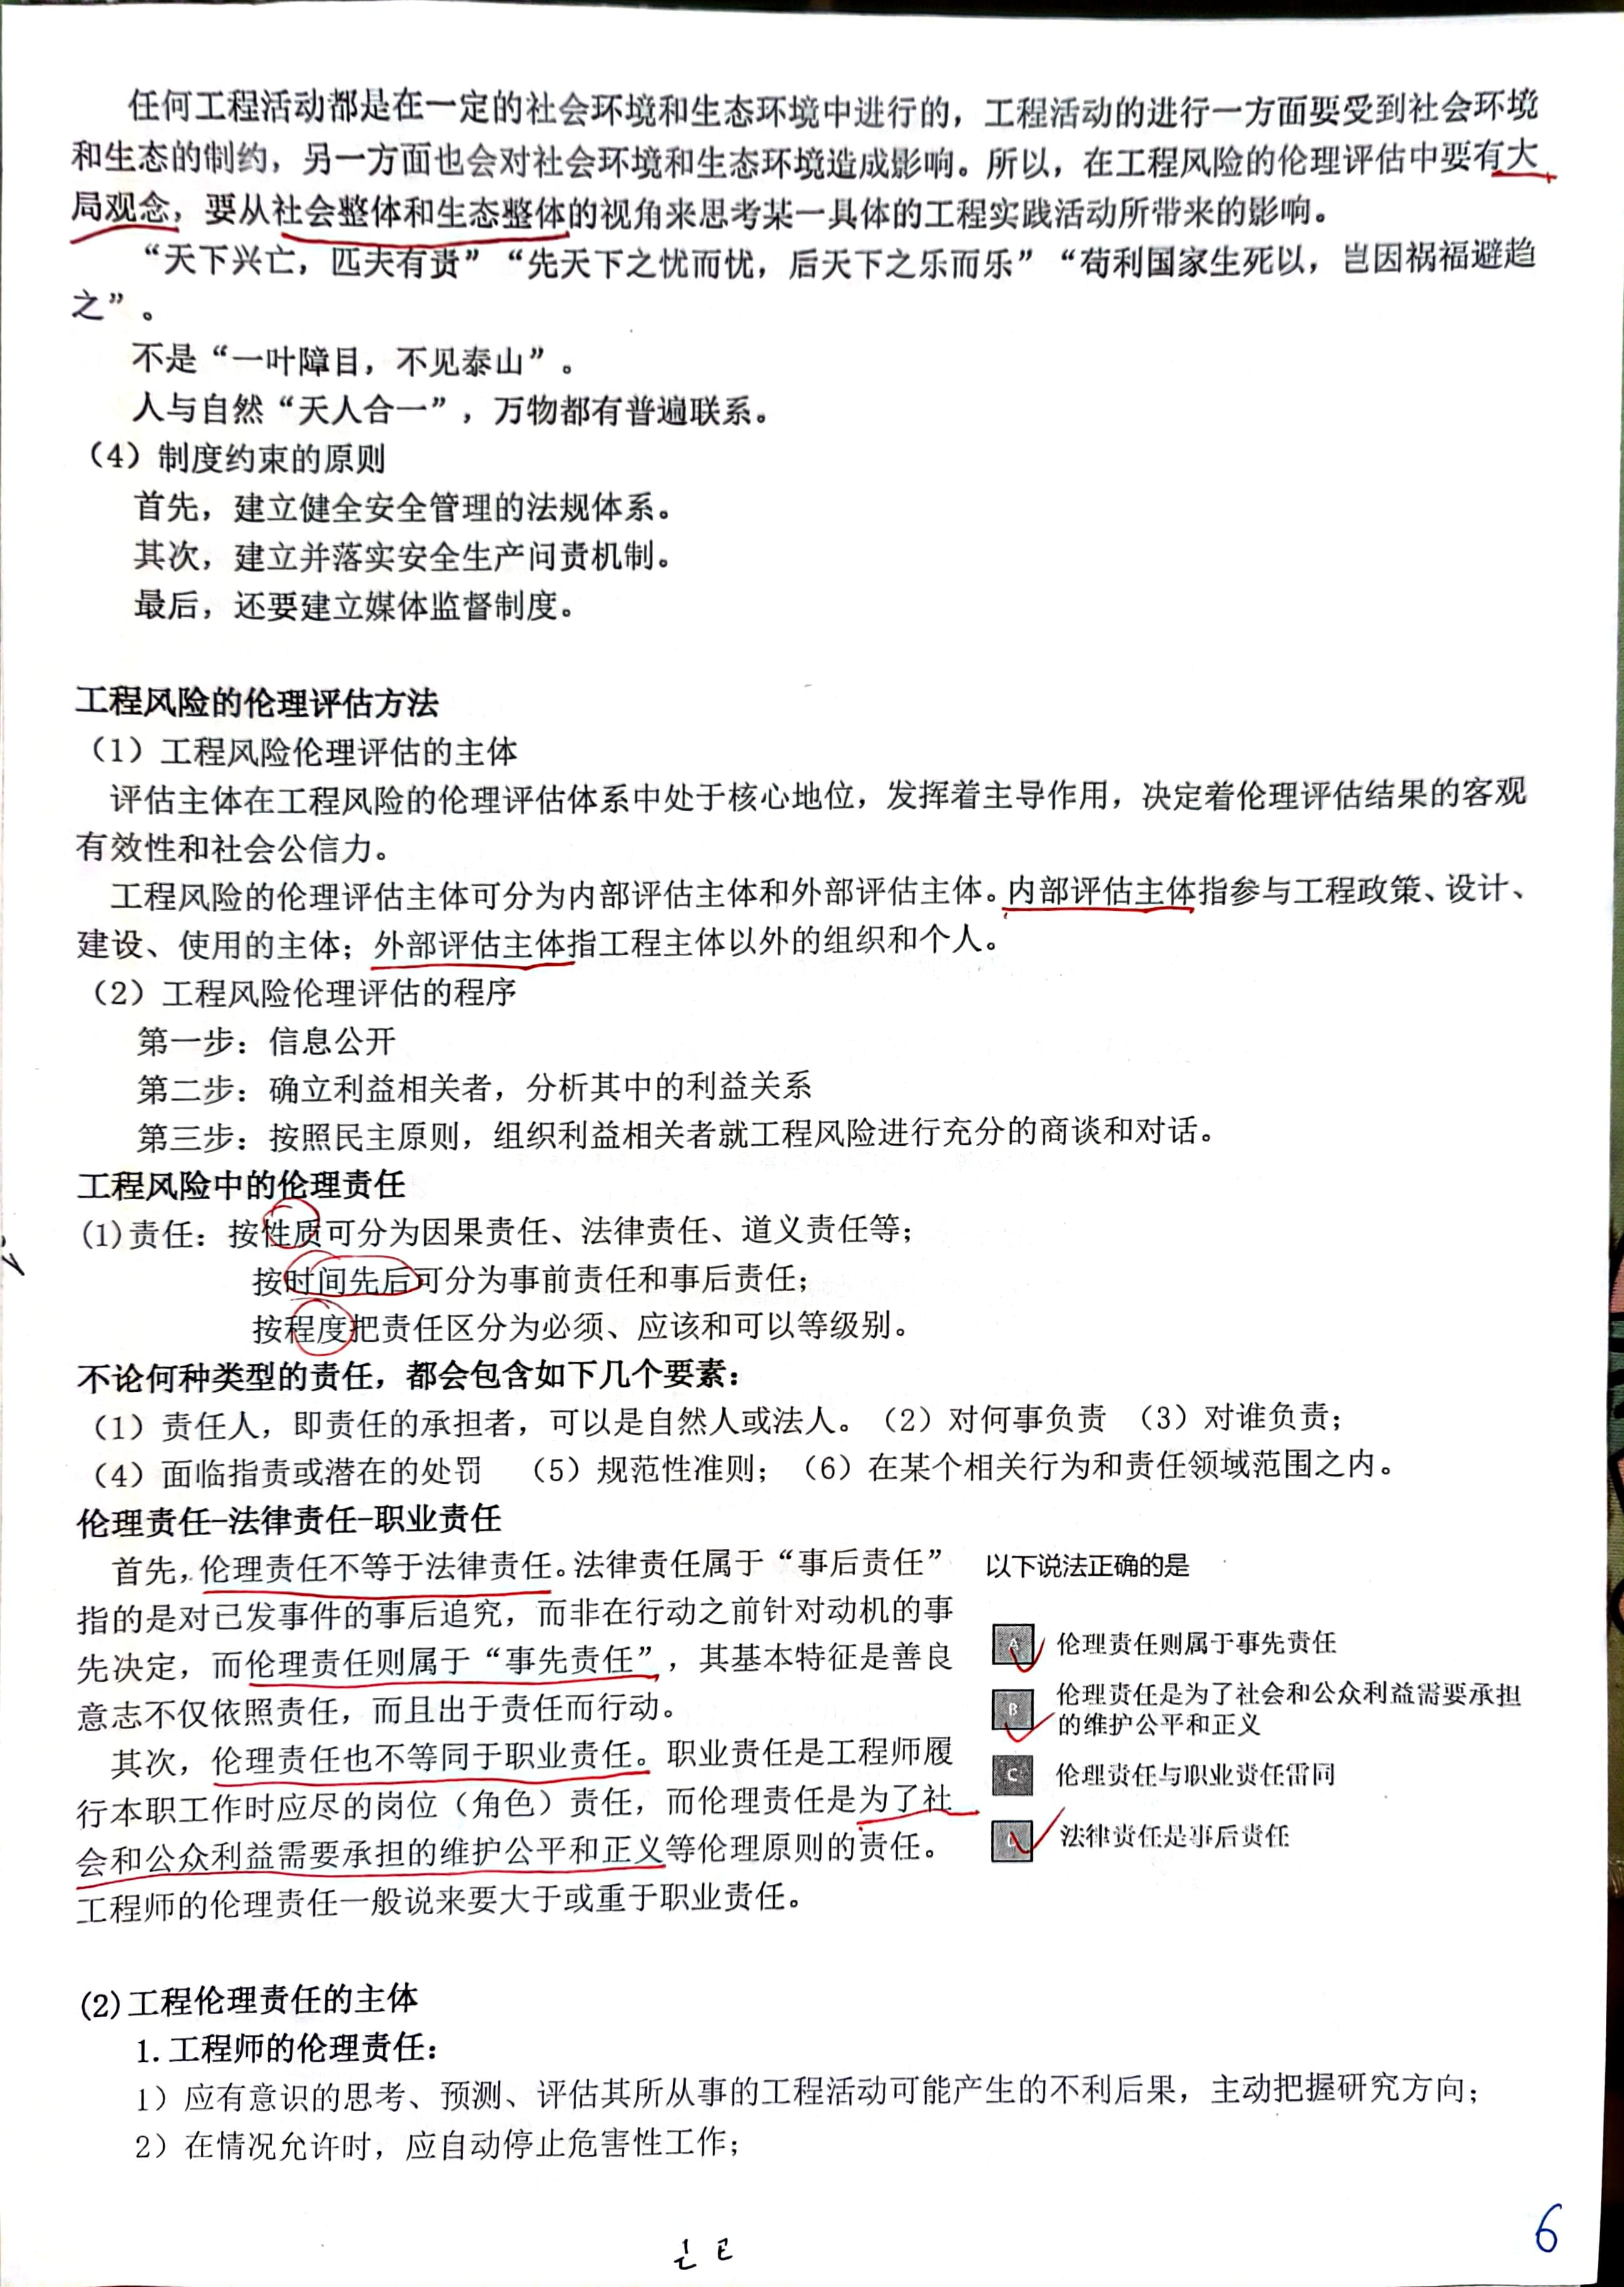 任何工程活动都是在一定的社会环境和生态环境中进行的，工程活动的进行一方面要受到社会环境
和生态的制约，另一方面也会对社会环境和生态环境造成影响。所以，在工程风险的伦理评估中要有大
局观念，要从社会整体和生态整体的视角来思考某一具体的工程实践活动所带来的影响。
“天下兴亡，匹夫有责”“先天下之忧而忧，后天下之乐而乐”“苟利国家生死以，岂因祸福避趋
之”。
不是“一叶障目，不见泰山”。
人与自然“天人合一”，万物都有普遍联系。
（4）制度约束的原则
首先，建立健全安全管理的法规体系。
其次，建立并落实安全生产问责机制。
最后，还要建立媒体监督制度。
工程风险的伦理评估方法
（1）工程风险伦理评估的主体
评估主体在工程风险的伦理评估体系中处于核心地位，发挥着主导作用，决定着伦理评估结果的客观
有效性和社会公信力。
工程风险的伦理评估主体可分为内部评估主体和外部评估主体。内部评估主体指参与工程政策、设计、
建设、使用的主体；外部评估主体指工程主体以外的组织和个人。
（2）工程风险伦理评估的程序
第一步：信息公开
第二步：确立利益相关者，分析其中的利益关系
第三步：按照民主原则，组织利益相关者就工程风险进行充分的商谈和对话。
工程风险中的伦理责任
(1)责任：按性质可分为因果责任、法律责任、道义责任等；
按时间先后可分为事前责任和事后责任；
按程度把责任区分为必须、应该和可以等级别。
不论何种类型的责任，都会包含如下几个要素：
（1）责任人，即责任的承担者，可以是自然人或法人。（2）对何事负责 （3）对谁负责；
（4）面临指责或潜在的处罚 （5）规范性准则；（6）在某个相关行为和责任领域范围之内。
伦理责任-法律责任-职业责任
首先，伦理责任不等于法律责任。法律责任属于“事后责任”
指的是对已发事件的事后追究，而非在行动之前针对动机的事
先决定，而伦理责任则属于“事先责任”，其基本特征是善良
意志不仅依照责任，而且出于责任而行动。
其次，伦理责任也不等同于职业责任。职业责任是工程师履
行本职工作时应尽的岗位（角色）责任，而伦理责任是为了社
会和公众利益需要承担的维护公平和正义等伦理原则的责任。
工程师的伦理责任一般说来要大于或重于职业责任。
以下说法正确的是
A 伦理责任则属于事先责任
B 伦理责任是为了社会和公众利益需要承担
的维护公平和正义
C 伦理责任与职业责任雷同
D 法律责任是事后责任
(2)工程伦理责任的主体
1.工程师的伦理责任：
1）应有意识的思考、预测、评估其所从事的工程活动可能产生的不利后果，主动把握研究方向；
2）在情况允许时，应自动停止危害性工作；
6